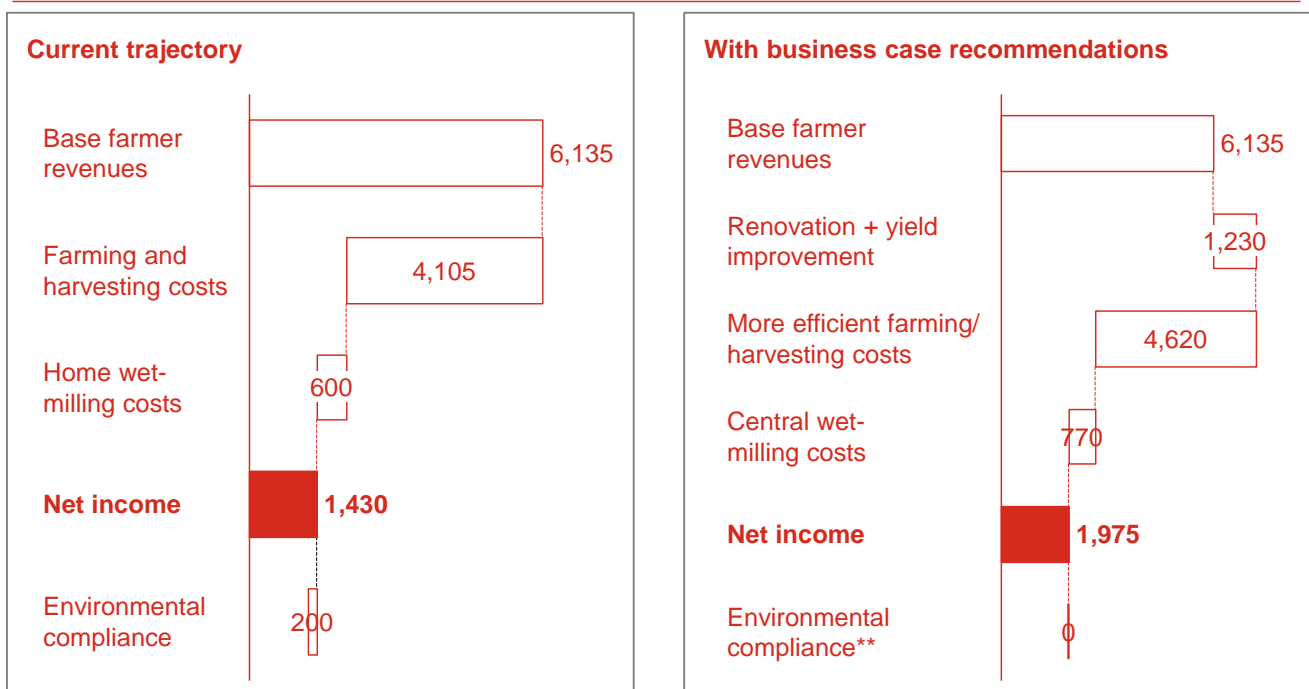 Current trajectory
Base farmer
revenues
6,135
Farming and
harvesting costs
4,105
Home wet-
milling costs
600
Net income
1,430
Environmental
compliance
200
With business case recommendations
Base farmer
revenues
6,135
Renovation + yield
improvement
1,230
More efficient farming/
harvesting costs
4,620
Central wet-
milling costs
770
Net income
1,975
Environmental
compliance**
0